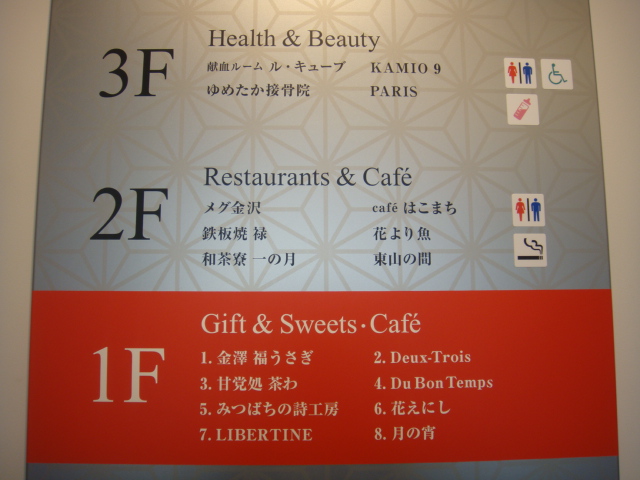 3F
Health & Beauty
献血ルーム ル・キューブ KAMIO 9
ゆめたか接骨院 PARIS
2F
Restaurants & Café
メグ金沢 café はこまち
鉄板焼 禄 花より魚
和茶寮 一の月 東山の間
1F
Gift & Sweets・Café
1. 金澤 福うさぎ 2. Deux-Trois
3. 甘党処 茶わ 4. Du Bon Temps
5. みつばちの詩工房 6. 花えにし
7. LIBERTINE 8. 月の宵